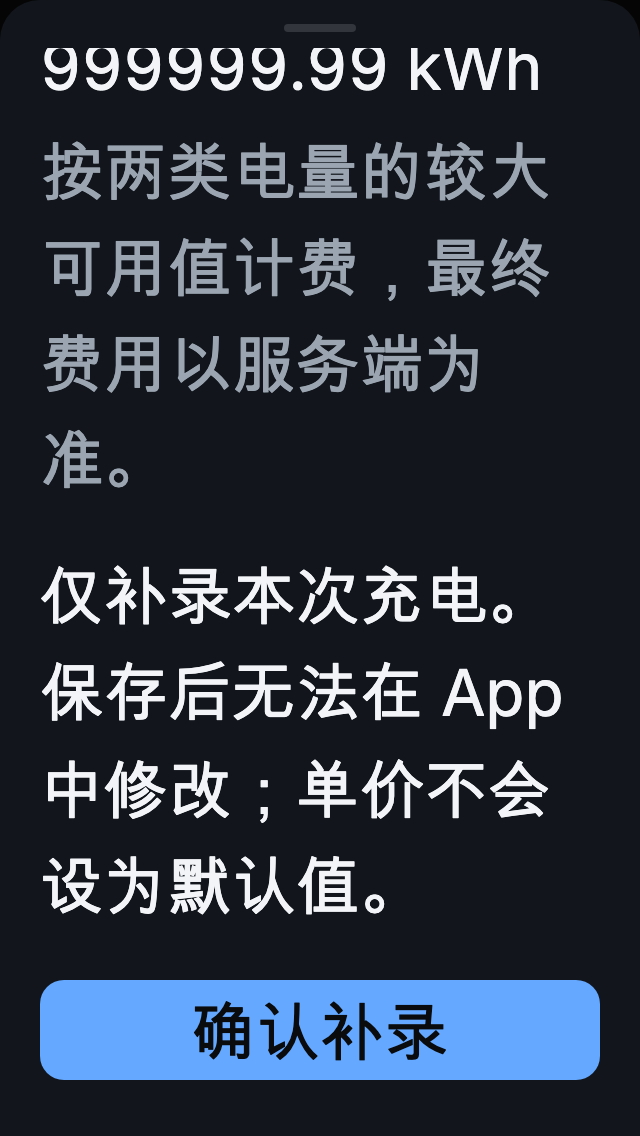 999999.99 kWh
按两类电量的较大
可用值计费，最终
费用以服务端为
准。
仅补录本次充电。
保存后无法在 App
中修改；单价不会
设为默认值。
确认补录